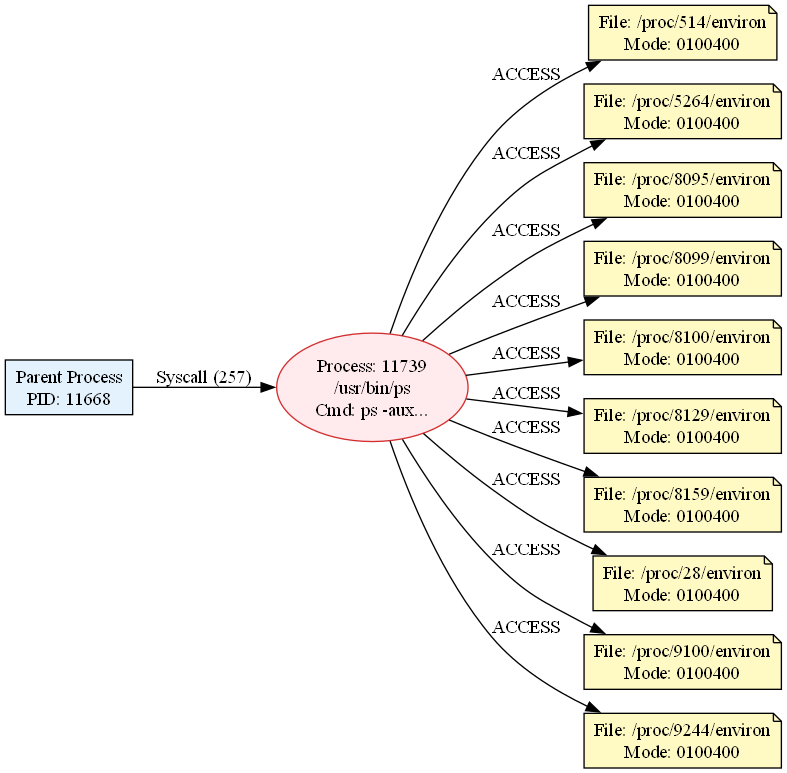 File: /proc/514/environ
Mode: 0100400
ACCESS
File: /proc/5264/environ
Mode: 0100400
ACCESS
File: /proc/8095/environ
Mode: 0100400
ACCESS
File: /proc/8099/environ
Mode: 0100400
ACCESS
File: /proc/8100/environ
Mode: 0100400
ACCESS
Parent Process
PID: 11668
Syscall (257)
Process: 11739
/usr/bin/ps
Cmd: ps -aux...
ACCESS
File: /proc/8129/environ
Mode: 0100400
ACCESS
File: /proc/8159/environ
Mode: 0100400
ACCESS
File: /proc/28/environ
Mode: 0100400
ACCESS
File: /proc/9100/environ
Mode: 0100400
ACCESS
File: /proc/9244/environ
Mode: 0100400